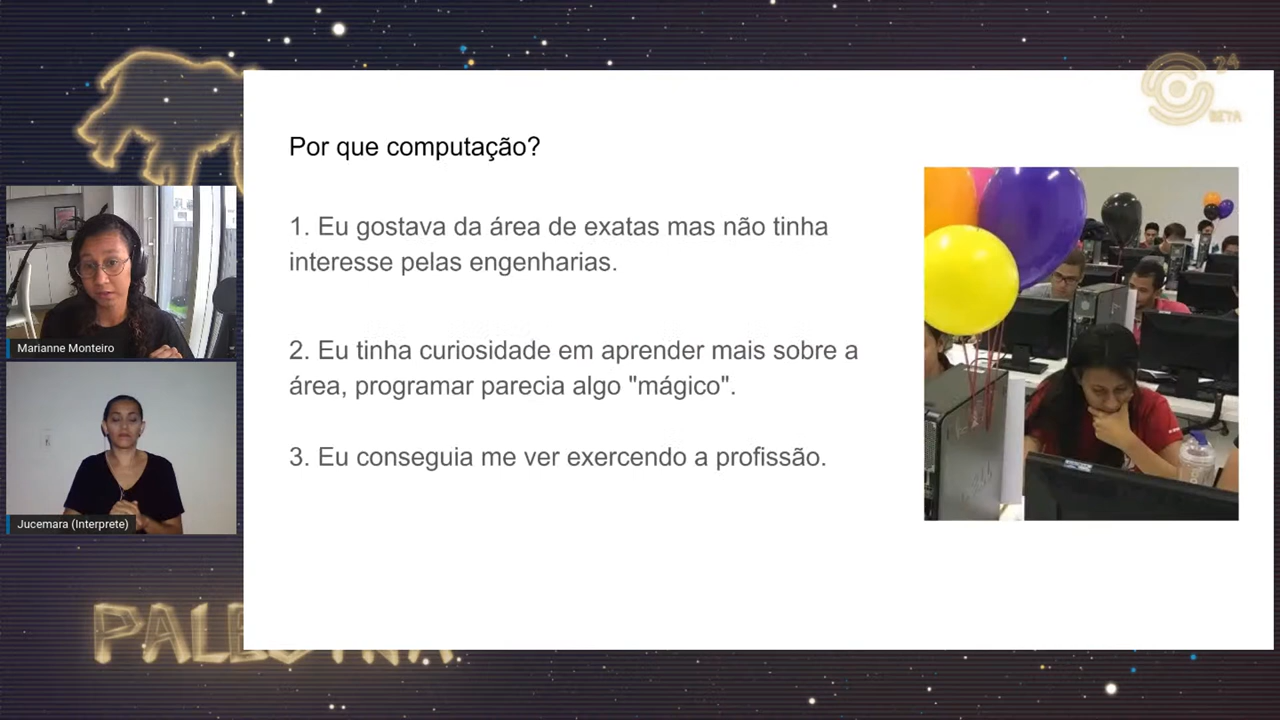 24
BETA
Por que computação?
1. Eu gostava da área de exatas mas não tinha
interesse pelas engenharias.
2. Eu tinha curiosidade em aprender mais sobre a
área, programar parecia algo "mágico".
3. Eu conseguia me ver exercendo a profissão.
Marianne Monteiro
Jucemara (Interprete)